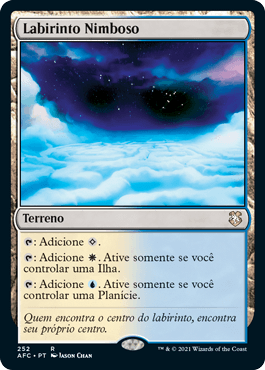 Labirinto Nimboso
Terreno
: Adicione .
: Adicione . Ative somente se você
controlar uma Ilha.
: Adicione . Ative somente se você
controlar uma Planície.
Quem encontra o centro do labirinto, encontra
seu próprio centro.
252 R
AFC • PT JASON CHAN
™ & © 2021 Wizards of the Coast